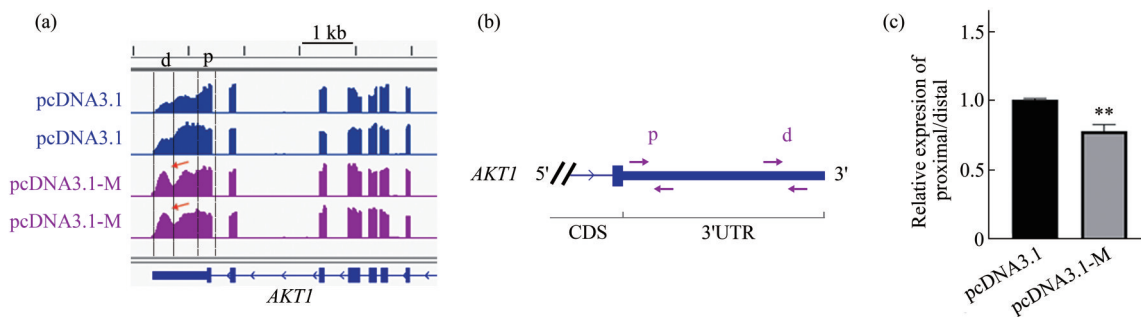 (a)
1 kb
d p
pcDNA3.1
pcDNA3.1
pcDNA3.1-M
pcDNA3.1-M
AKT1
(b)
p d
AKT1 5' 3'
CDS 3'UTR
(c)
Relative expresion of
proximal/distal
1.5
1.0
0.5
0
**
pcDNA3.1
pcDNA3.1-M